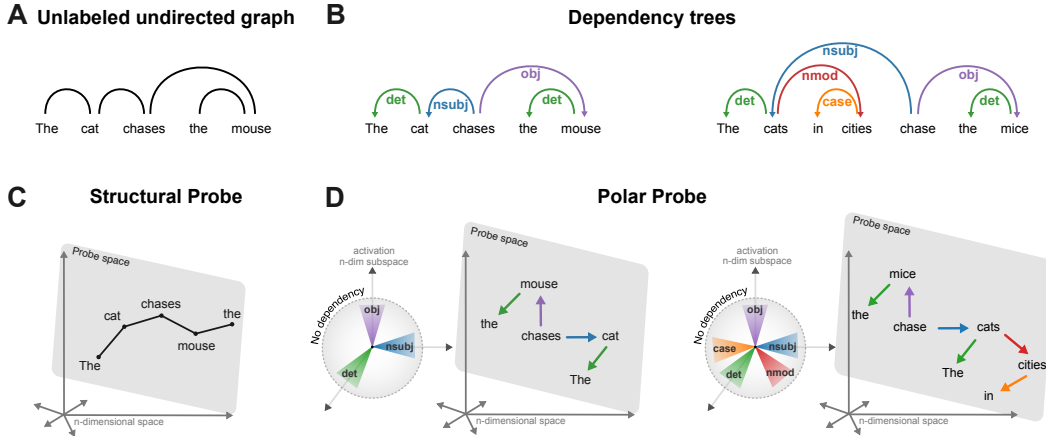 A Unlabeled undirected graph
The cat chases the mouse
B Dependency trees
det nsubj obj det
The cat chases the mouse
nsubj
nmod obj
det case det
The cats in cities chase the mice
C Structural Probe
Probe space
The cat chases mouse the
n-dimensional space
D Polar Probe
activation
n-dim subspace
No dependency
obj
nsubj
det
Probe space
mouse
the
chases cat
The
n-dimensional space
activation
n-dim subspace
No dependency
obj
case nsubj
det nmod
Probe space
mice
the
chase cats
The cities
in
n-dimensional space